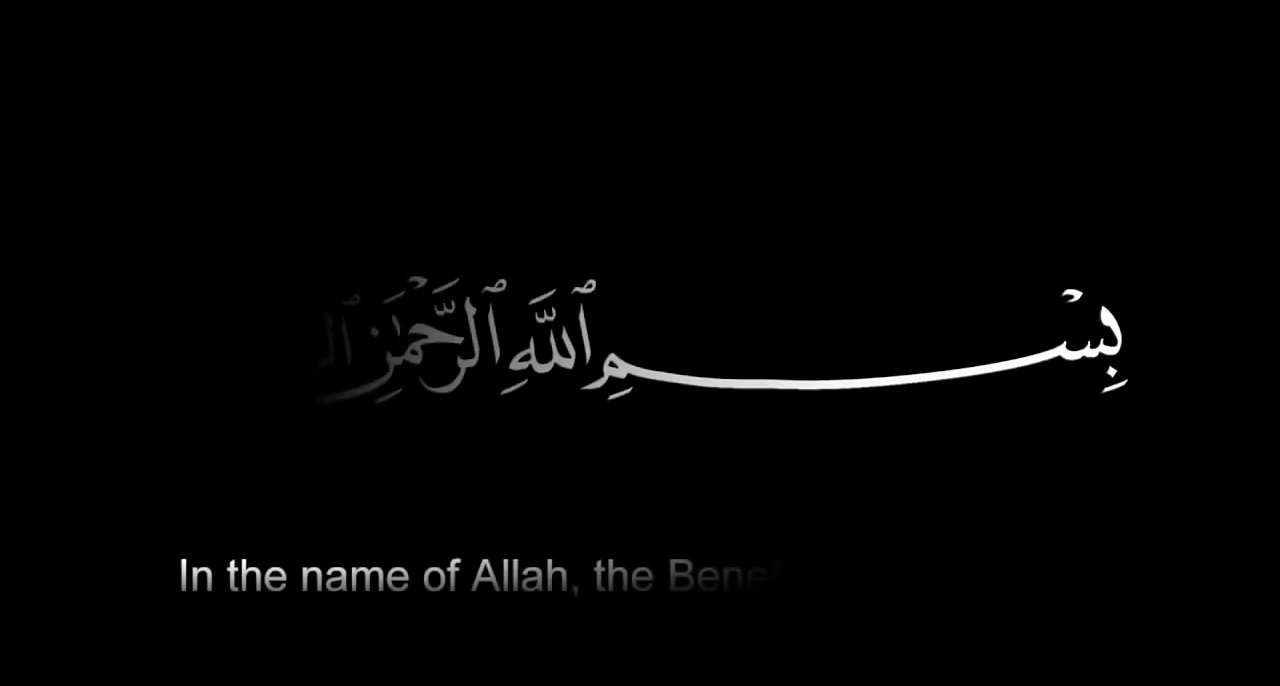 بِسْمِ ٱللَّهِ ٱلرَّحْمَٰنِ
In the name of Allah, the